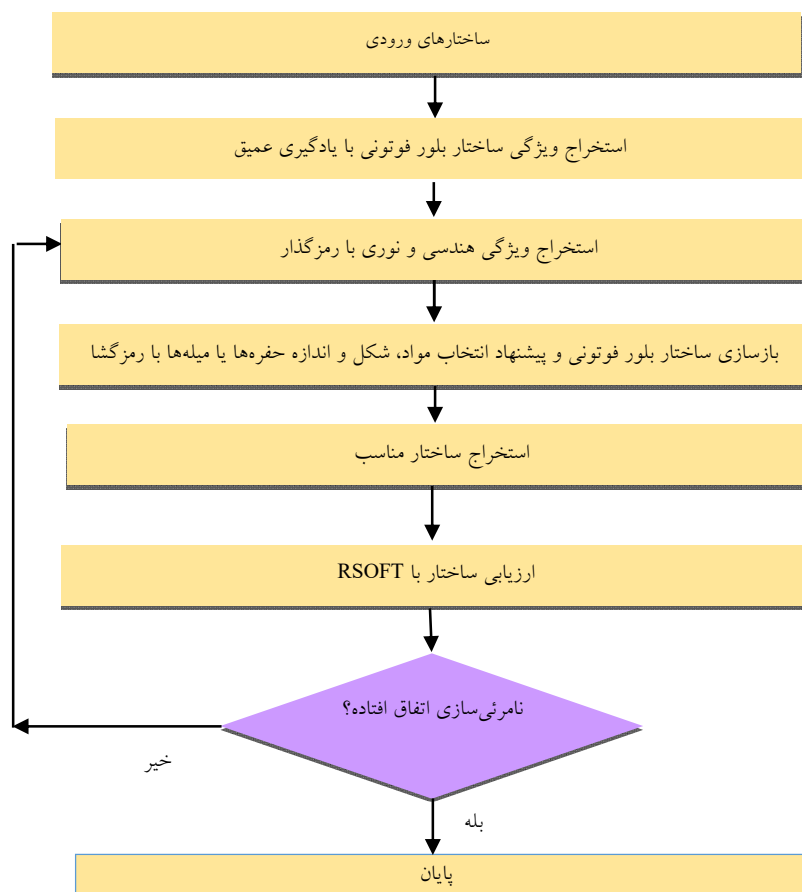 ساختارهای ورودی
استخراج ویژگی ساختار بلور فوتونی با یادگیری عمیق
استخراج ویژگی هندسی و نوری با رمزگذار
بازسازی ساختار بلور فوتونی و پیشنهاد انتخاب مواد، شکل و اندازه حفره‌ها یا میله‌ها با رمزگشا
استخراج ساختار مناسب
ارزیابی ساختار با RSOFT
نامرئی‌سازی اتفاق افتاده؟
خیر
بله
پایان